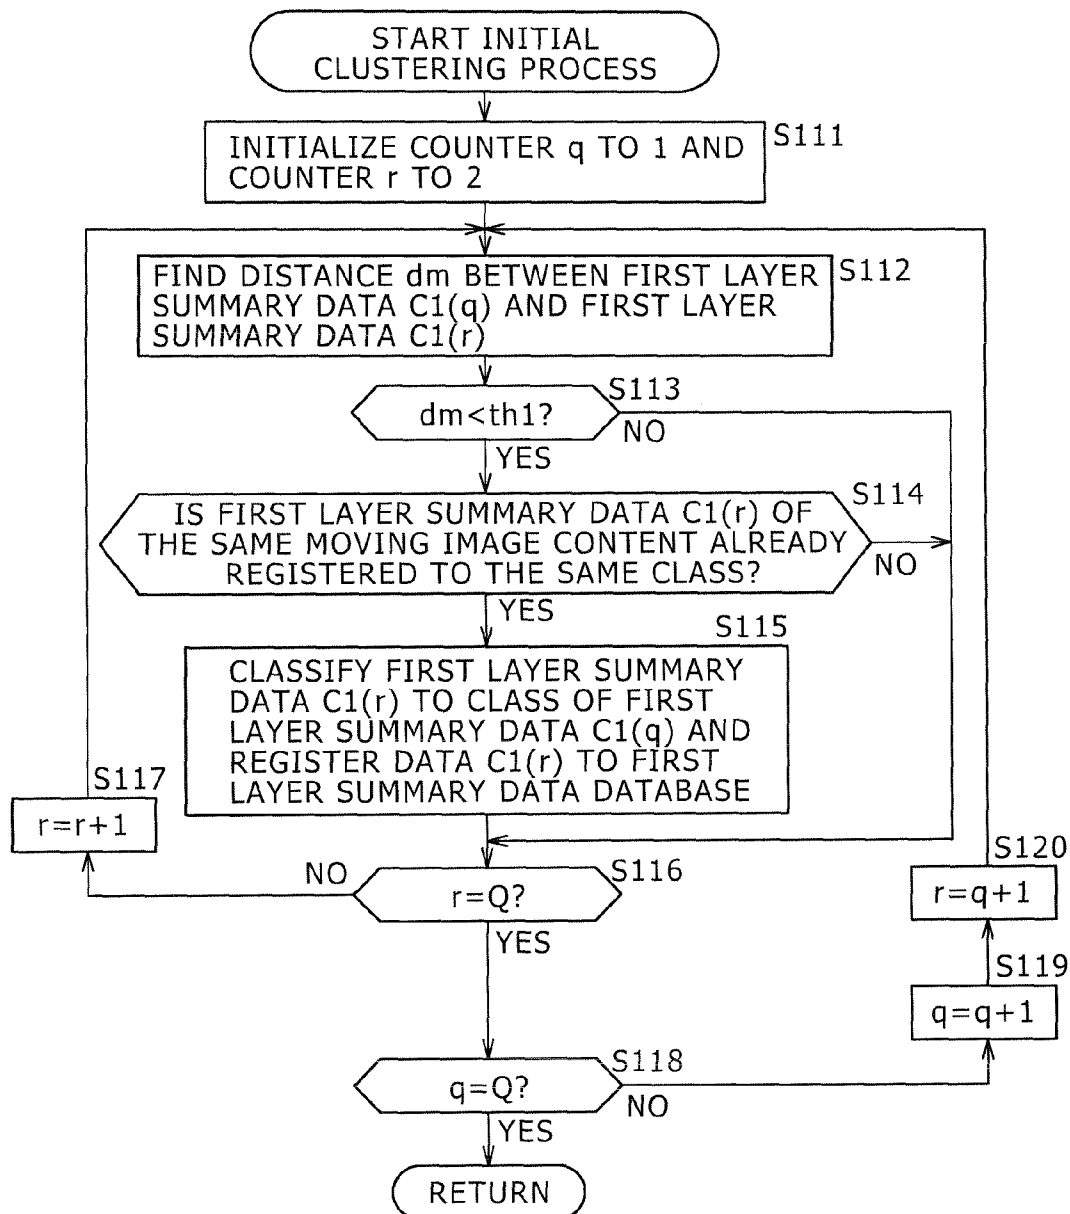 START INITIAL
CLUSTERING PROCESS
S111
INITIALIZE COUNTER q TO 1 AND
COUNTER r TO 2
S112
FIND DISTANCE dm BETWEEN FIRST LAYER
SUMMARY DATA C1(q) AND FIRST LAYER
SUMMARY DATA C1(r)
S113
dm<th1?
NO
YES
S114
IS FIRST LAYER SUMMARY DATA C1(r) OF
THE SAME MOVING IMAGE CONTENT ALREADY
REGISTERED TO THE SAME CLASS?
NO
YES
S115
CLASSIFY FIRST LAYER SUMMARY
DATA C1(r) TO CLASS OF FIRST
LAYER SUMMARY DATA C1(q) AND
REGISTER DATA C1(r) TO FIRST
LAYER SUMMARY DATA DATABASE
S117
r=r+1
S116
NO
r=Q?
YES
S120
r=q+1
S119
q=q+1
S118
q=Q?
NO
YES
RETURN